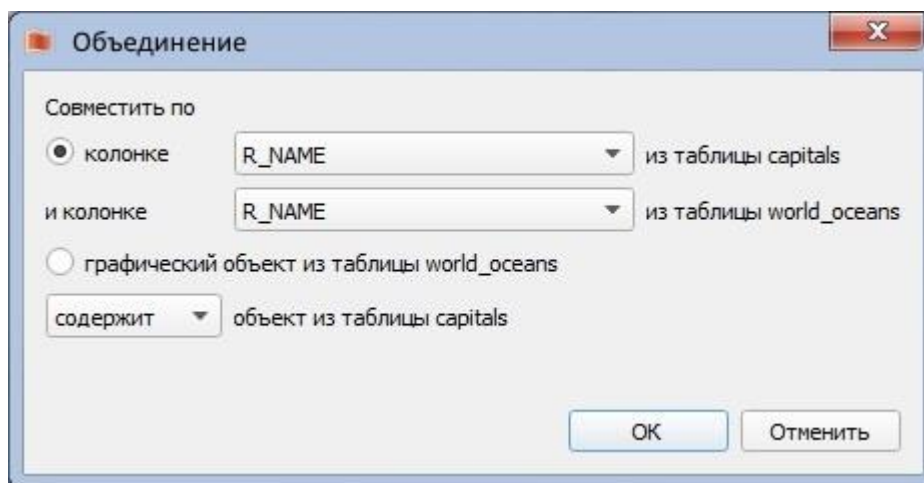 Объединение
Совместить по
колонке R_NAME из таблицы capitals
и колонке R_NAME из таблицы world_oceans
графический объект из таблицы world_oceans
содержит объект из таблицы capitals
OK Отменить